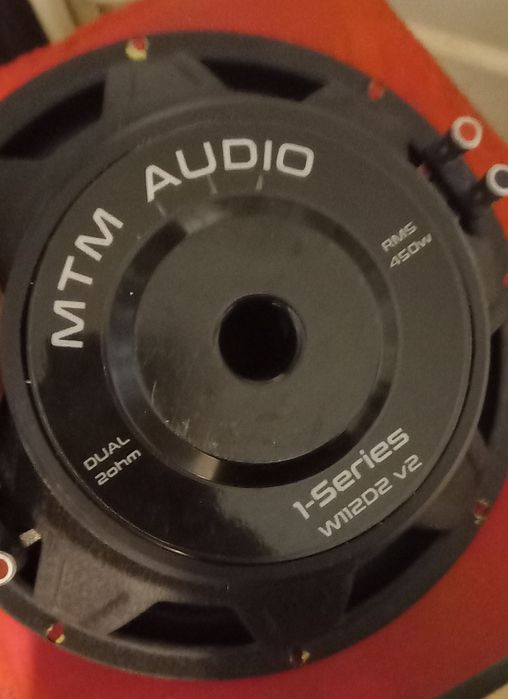 MTM AUDIO
RMS
450w
DUAL
2ohm
1-Series
W112D2 v2